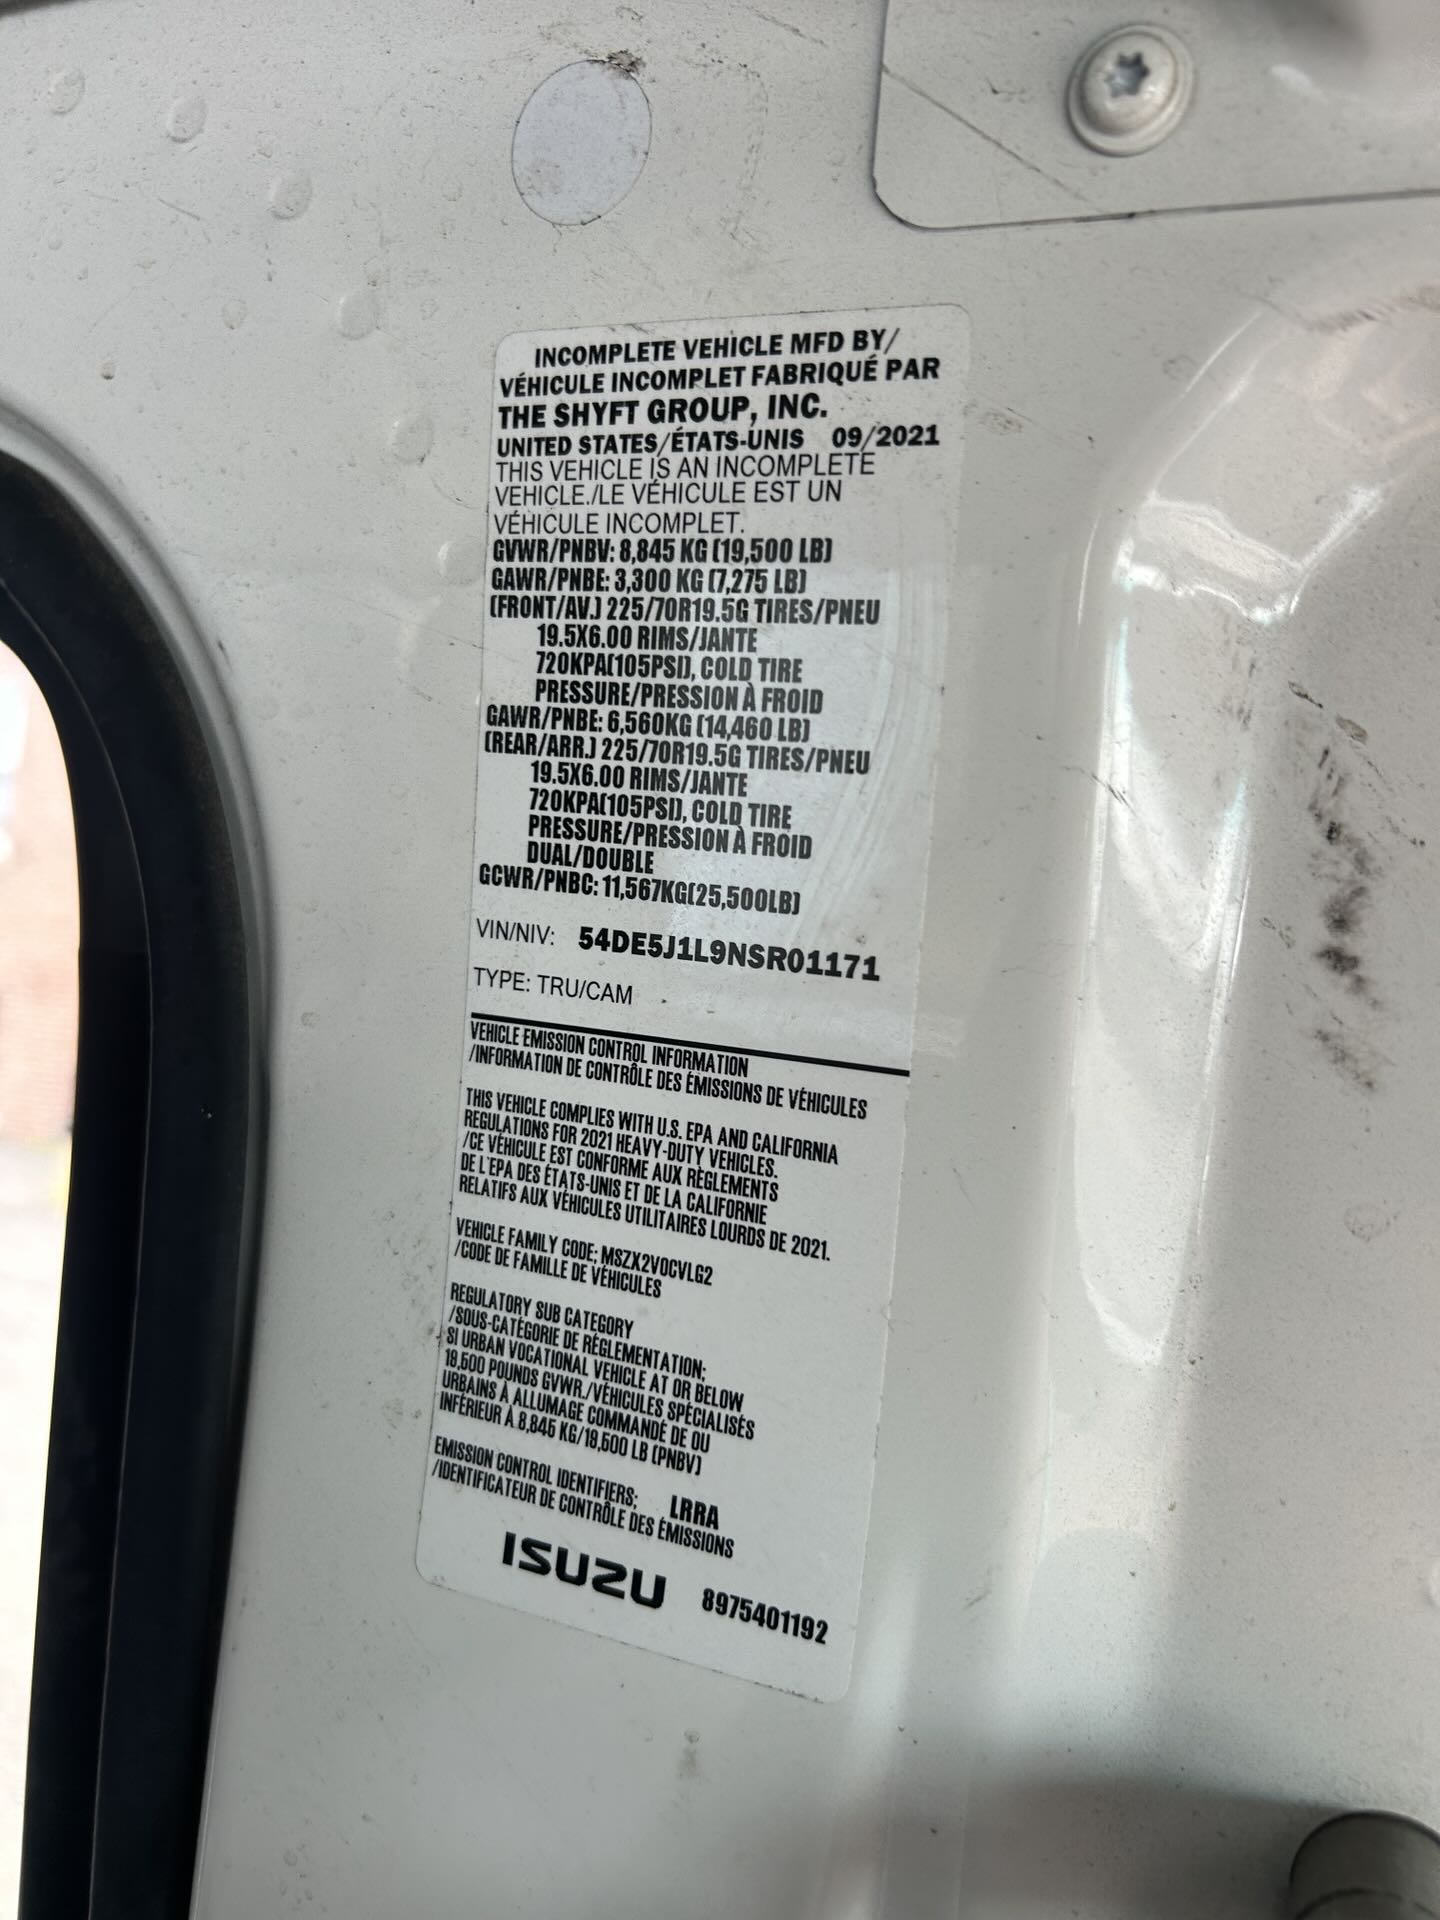 INCOMPLETE VEHICLE MFD BY/
VÉHICULE INCOMPLET FABRIQUÉ PAR
THE SHYFT GROUP, INC.
UNITED STATES/ÉTATS-UNIS 09/2021
THIS VEHICLE IS AN INCOMPLETE
VEHICLE./LE VÉHICULE EST UN
VÉHICULE INCOMPLET.
GVWR/PNBV: 8,845 KG (19,500 LB)
GAWR/PNBE: 3,300 KG (7,275 LB)
(FRONT/AV.) 225/70R19.5G TIRES/PNEU
19.5X6.00 RIMS/JANTE
720KPA(105PSI), COLD TIRE
PRESSURE/PRESSION À FROID
GAWR/PNBE: 6,560KG (14,460 LB)
(REAR/ARR.) 225/70R19.5G TIRES/PNEU
19.5X6.00 RIMS/JANTE
720KPA(105PSI), COLD TIRE
PRESSURE/PRESSION À FROID
DUAL/DOUBLE
GCWR/PNBC: 11,567KG(25,500LB)
VIN/NIV: 54DE5J1L9NSR01171
TYPE: TRU/CAM
VEHICLE EMISSION CONTROL INFORMATION
/INFORMATION DE CONTRÔLE DES ÉMISSIONS DE VÉHICULES
THIS VEHICLE COMPLIES WITH U.S. EPA AND CALIFORNIA
REGULATIONS FOR 2021 HEAVY-DUTY VEHICLES.
/CE VÉHICULE EST CONFORME AUX RÈGLEMENTS
DE L'EPA DES ÉTATS-UNIS ET DE LA CALIFORNIE
RELATIFS AUX VÉHICULES UTILITAIRES LOURDS DE 2021.
VEHICLE FAMILY CODE; MSZX2VOCVLG2
/CODE DE FAMILLE DE VÉHICULES
REGULATORY SUB CATEGORY
/SOUS-CATÉGORIE DE RÉGLEMENTATION;
SI URBAN VOCATIONAL VEHICLE AT OR BELOW
19,500 POUNDS GVWR./VÉHICULES SPÉCIALISÉS
URBAINS À ALLUMAGE COMMANDÉ DE OU
INFÉRIEUR À 8,845 KG/19,500 LB (PNBV)
EMISSION CONTROL IDENTIFIERS; LRRA
/IDENTIFICATEUR DE CONTRÔLE DES ÉMISSIONS
ISUZU 8975401192